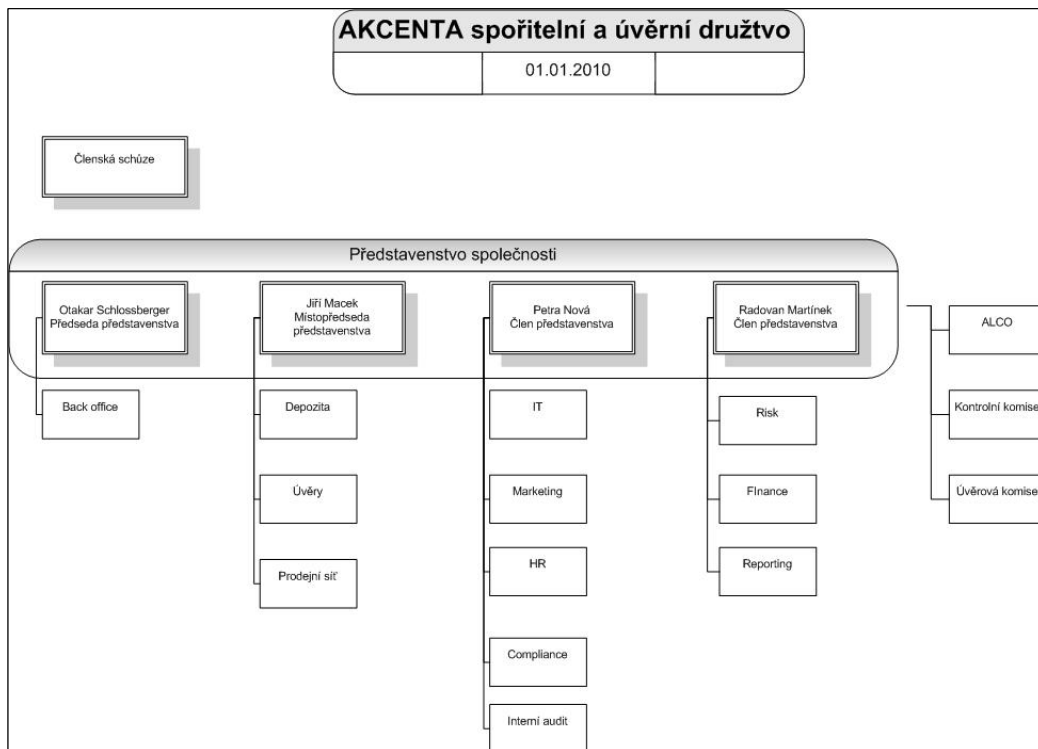 AKCENTA spořitelní a úvěrní družtvo
01.01.2010
Členská schůze
Představenstvo společnosti
Otakar Schlossberger
Předseda představenstva
Jiří Macek
Místopředseda
představenstva
Petra Nová
Člen představenstva
Radovan Martínek
Člen představenstva
ALCO
Kontrolní komise
Úvěrová komise
Back office
Depozita
Úvěry
Prodejní síť
IT
Marketing
HR
Compliance
Interní audit
Risk
FInance
Reporting